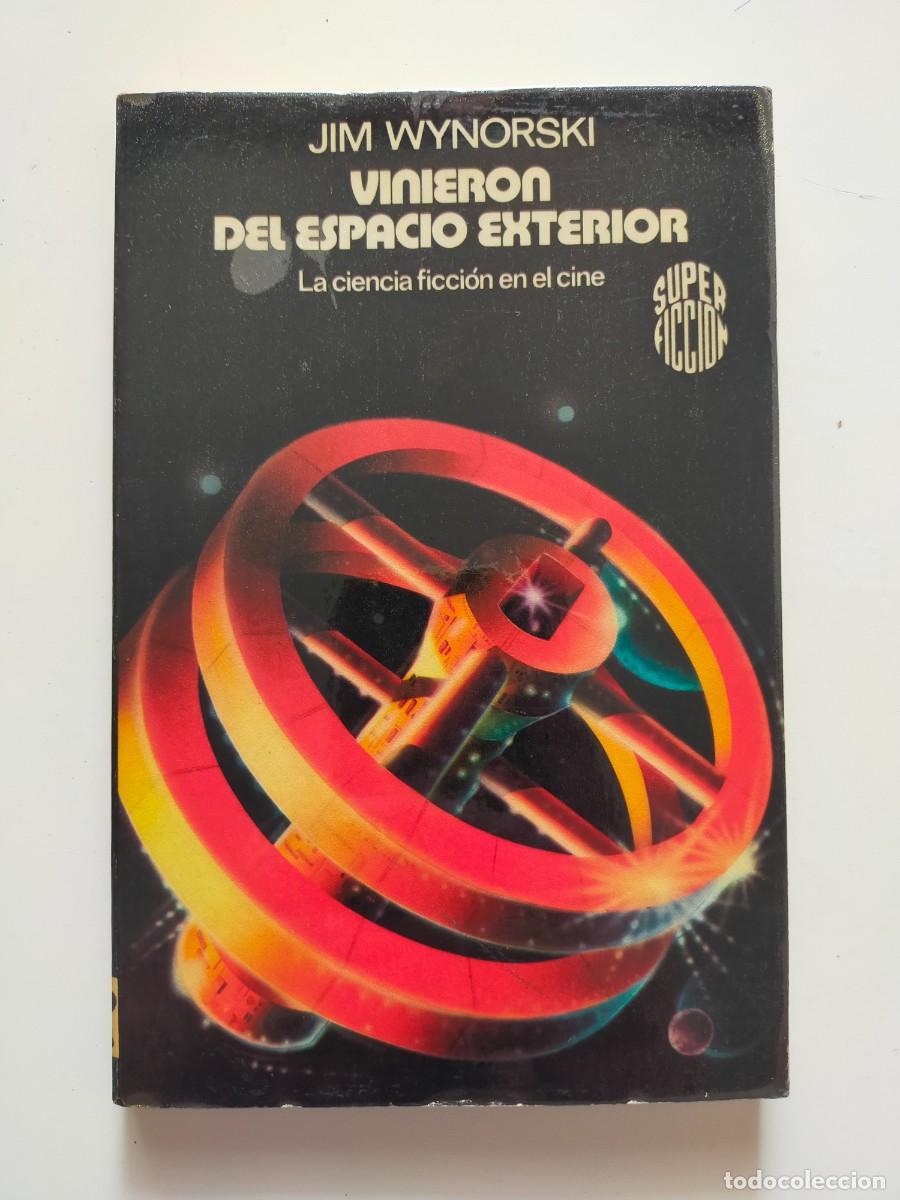 JIM WYNORSKI
VINIERON
DEL ESPACIO EXTERIOR
La ciencia ficción en el cine
SUPER
FICCION
todocoleccion